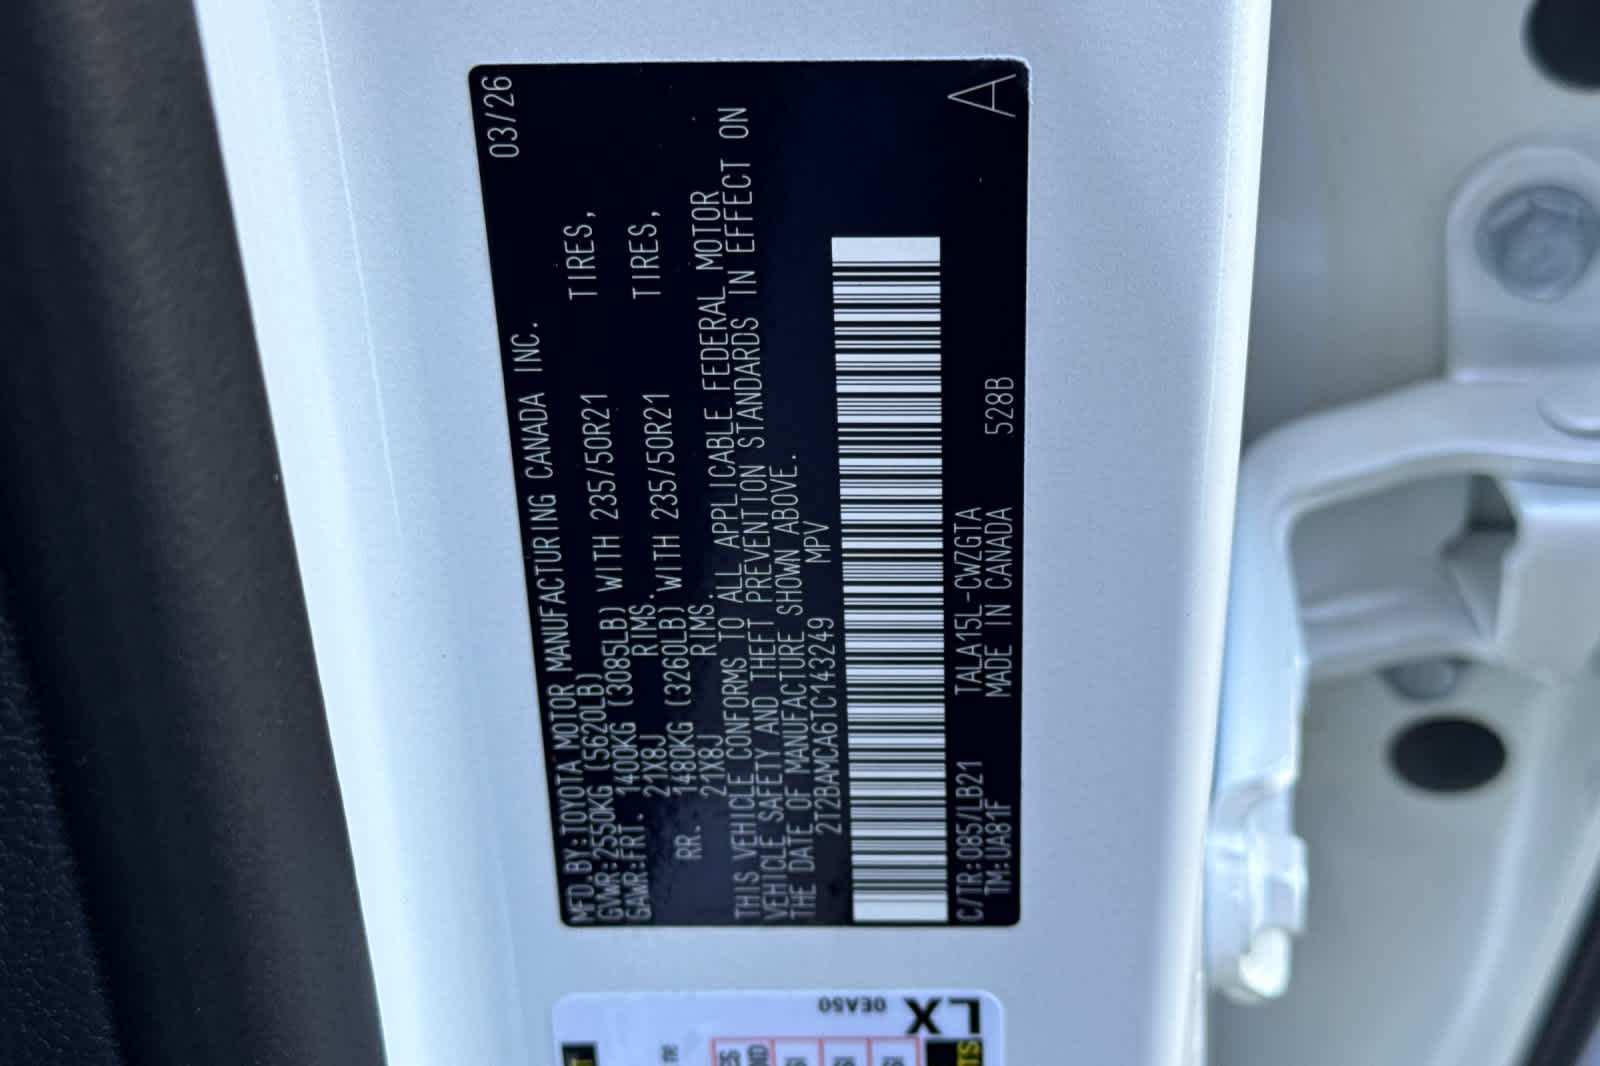 03/26
MFD.BY:TOYOTA MOTOR MANUFACTURING CANADA INC.
GVWR:2550KG (5620LB)
GAWR:FRT. 1400KG (3085LB) WITH 235/50R21 TIRES,
21X8J RIMS.
RR. 1480KG (3260LB) WITH 235/50R21 TIRES,
21X8J RIMS.
THIS VEHICLE CONFORMS TO ALL APPLICABLE FEDERAL MOTOR
VEHICLE SAFETY AND THEFT PREVENTION STANDARDS IN EFFECT ON
THE DATE OF MANUFACTURE SHOWN ABOVE.
2T2BAMCA6TC143249 MPV
C/TR:085/LB21 TALA15L-CWZGTA
TM:UA81F MADE IN CANADA 528B
A
LX
0EA50